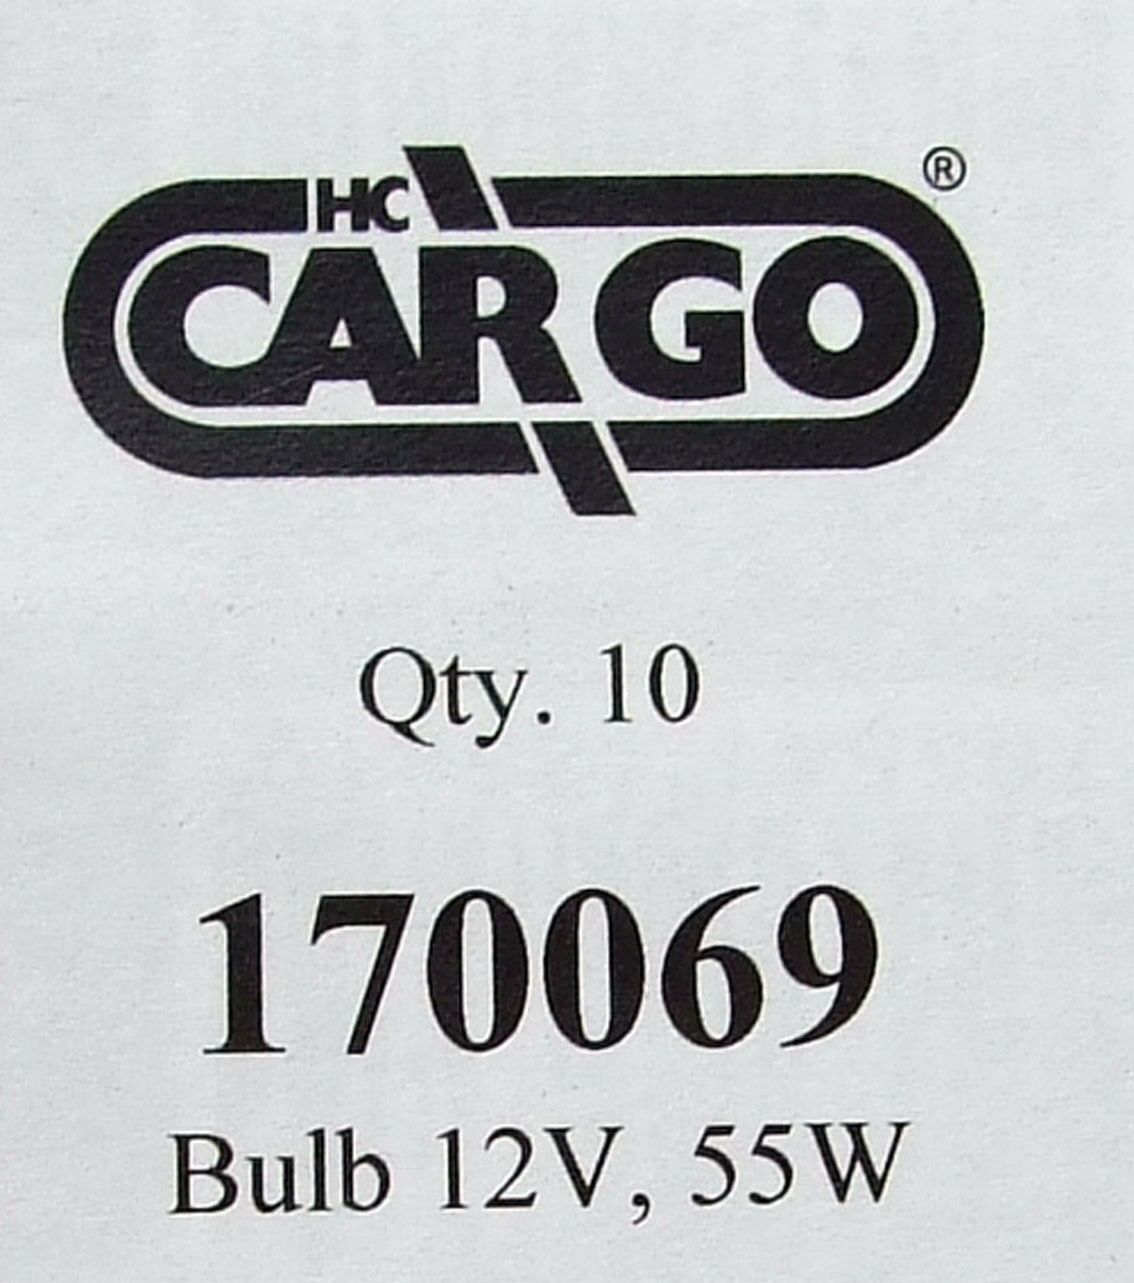 HC
CARGO ®
Qty. 10
170069
Bulb 12V, 55W